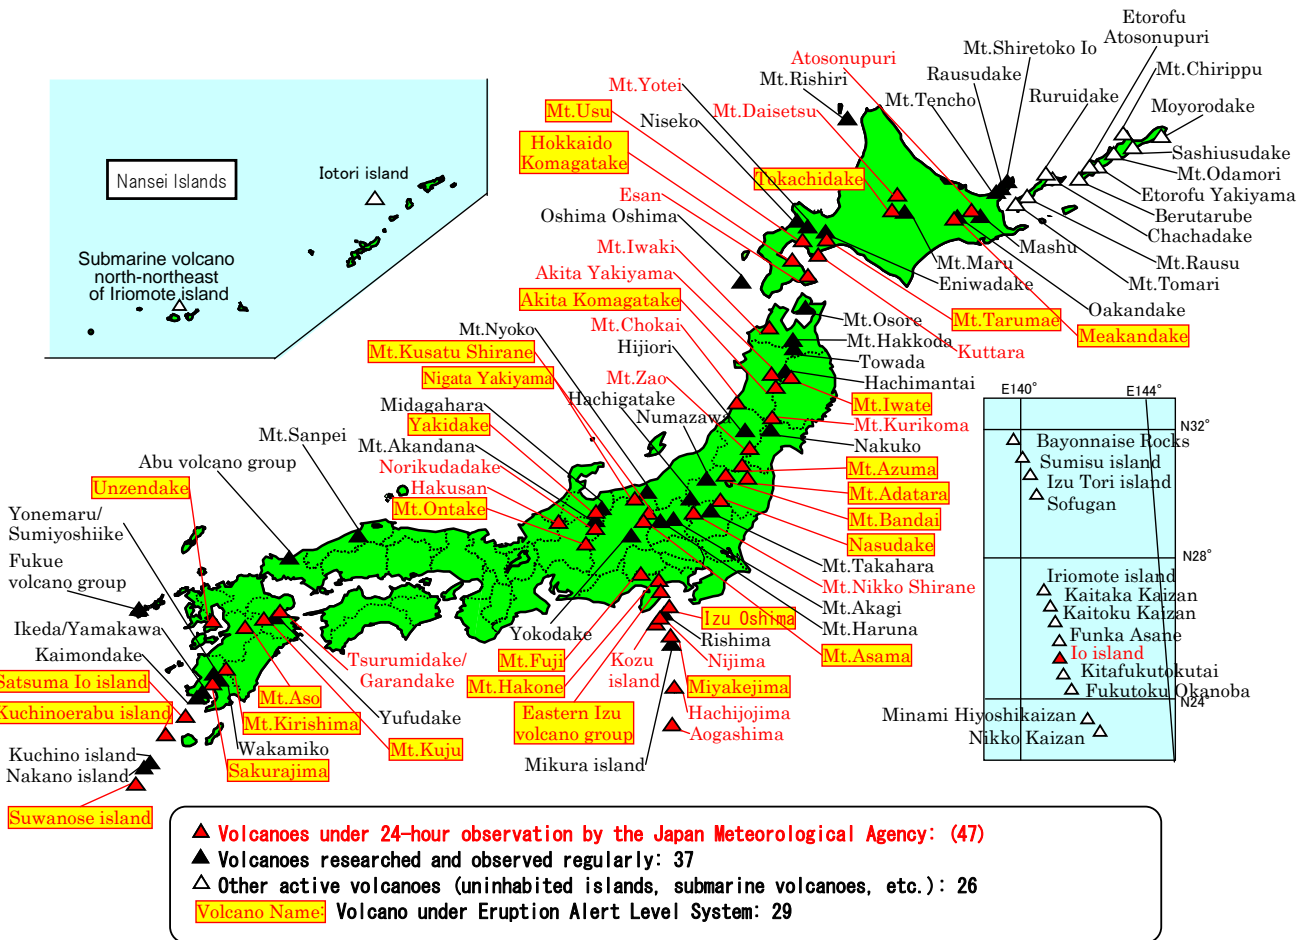 Etorofu
Atosonupuri
Mt.Shiretoko Io
Atosonupuri
Mt.Rishiri
Rausudake
Mt.Chirippu
Mt.Yotei
Mt.Tencho
Ruruidake
Moyorodake
Mt.Usu
Mt.Daisetsu
Niseko
Hokkaido
Komagatake
Sashiusudake
Mt.Odamori
Nansei Islands
Iotori island
Tokachidake
Esan
Etorofu Yakiyama
Oshima Oshima
Berutarube
Chachadake
Mt.Iwaki
Mashu
Submarine volcano
north-northeast
of Iriomote island
Mt.Maru
Mt.Rausu
Akita Yakiyama
Eniwadake
Mt.Tomari
Akita Komagatake
Oakandake
Mt.Osore
Mt.Tarumae
Mt.Nyoko
Mt.Chokai
Mt.Hakkoda
Meakandake
Mt.Kusatu Shirane
Hijiori
Towada
Kuttara
Nigata Yakiyama
Mt.Zao
Hachimantai
Hachigatake
Midagahara
Numazawa
Mt.Iwate
Yakidake
Mt.Kurikoma
Mt.Sanpei
Mt.Akandana
Nakuko
Abu volcano group
Norikudadake
Mt.Azuma
Unzendake
Hakusan
Mt.Adatara
Mt.Ontake
Mt.Bandai
Yonemaru/
Sumiyoshiike
Nasudake
Fukue
volcano group
Mt.Takahara
Mt.Nikko Shirane
Mt.Akagi
Ikeda/Yamakawa
Yokodake
Izu Oshima
Mt.Haruna
Kaimondake
Rishima
Mt.Asama
Satsuma Io island
Tsurumidake/
Garandake
Mt.Fuji
Kozu
island
Nijima
Mt.Aso
Mt.Hakone
Miyakejima
Kuchinoerabu island
Mt.Kirishima
Yufudake
Eastern Izu
volcano group
Hachijojima
Aogashima
Wakamiko
Mt.Kuju
Kuchino island
Nakano island
Sakurajima
Mikura island
Suwanose island
E140°
E144°
N32°
Bayonnaise Rocks
Sumisu island
Izu Tori island
Sofugan
N28°
Iriomote island
Kaitaka Kaizan
Kaitoku Kaizan
Funka Asane
Io island
Kitafukutokutai
Fukutoku Okanoba
N24°
Minami Hiyoshikaizan
Nikko Kaizan
Volcanoes under 24-hour observation by the Japan Meteorological Agency: (47)
Volcanoes researched and observed regularly: 37
Other active volcanoes (uninhabited islands, submarine volcanoes, etc.): 26
Volcano Name: Volcano under Eruption Alert Level System: 29